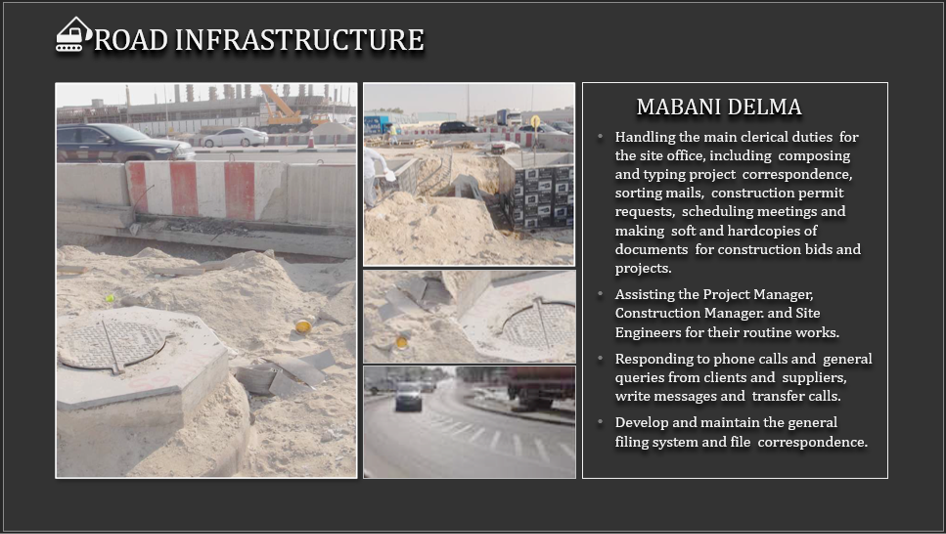 ROAD INFRASTRUCTURE
MABANI DELMA
• Handling the main clerical duties for
the site office, including composing
and typing project correspondence,
sorting mails, construction permit
requests, scheduling meetings and
making soft and hardcopies of
documents for construction bids and
projects.
• Assisting the Project Manager,
Construction Manager. and Site
Engineers for their routine works.
• Responding to phone calls and general
queries from clients and suppliers,
write messages and transfer calls.
• Develop and maintain the general
filing system and file correspondence.